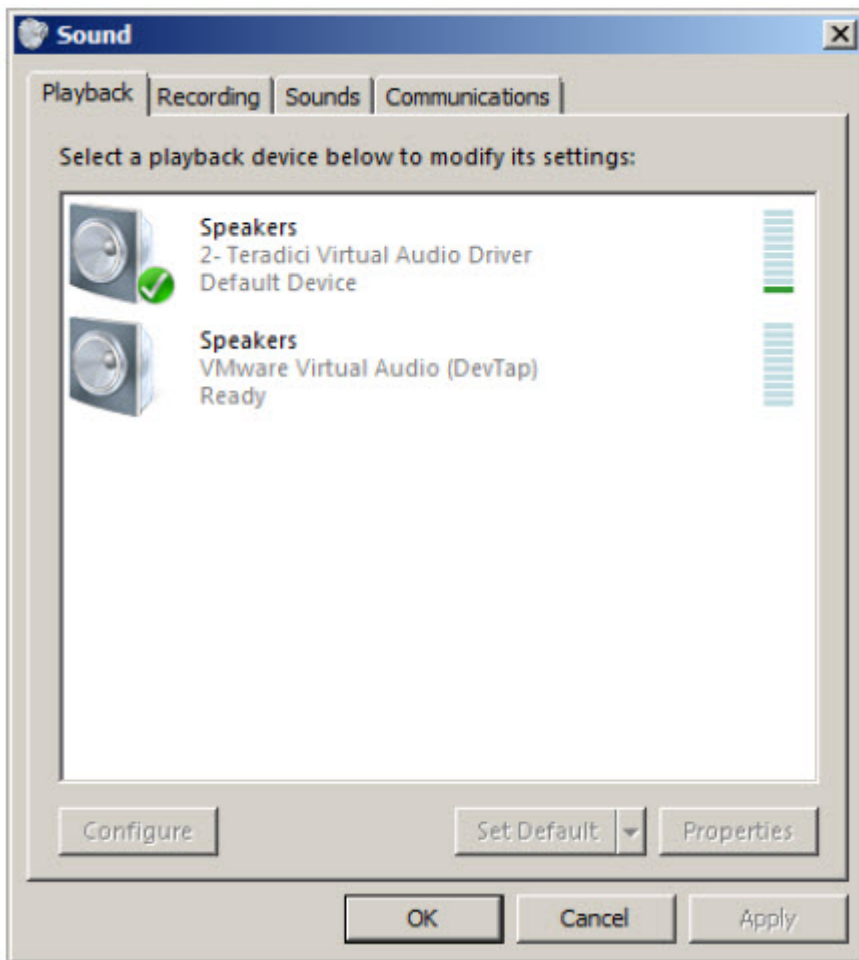 Sound
Playback Recording Sounds Communications
Select a playback device below to modify its settings:
Speakers
2- Teradici Virtual Audio Driver
Default Device
Speakers
VMware Virtual Audio (DevTap)
Ready
Configure Set Default Properties
OK Cancel Apply